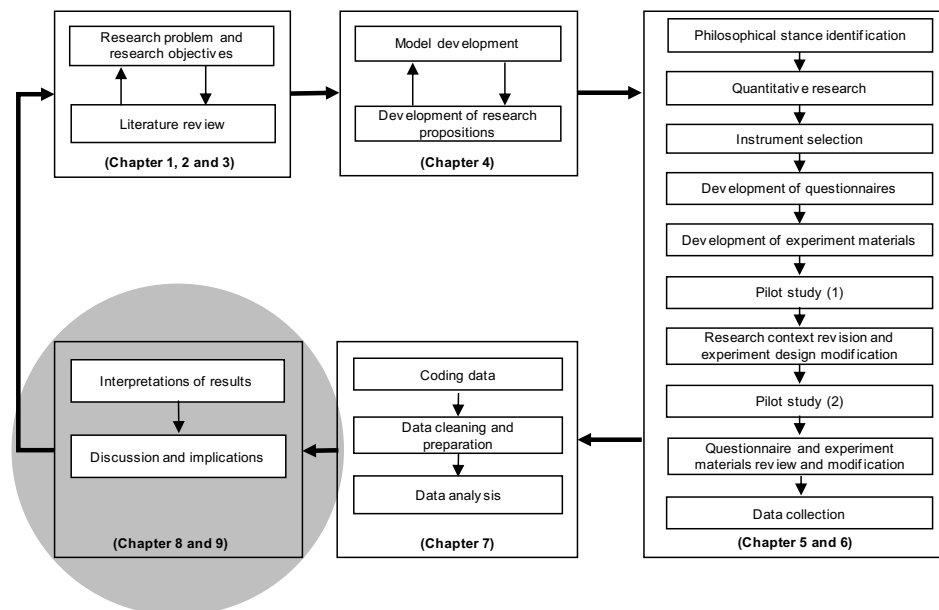 Research problem and
research objectives
Literature review
(Chapter 1, 2 and 3)
Model development
Development of research
propositions
(Chapter 4)
Philosophical stance identification
Quantitative research
Instrument selection
Development of questionnaires
Development of experiment materials
Pilot study (1)
Research context revision and
experiment design modification
Pilot study (2)
Questionnaire and experiment
materials review and modification
Data collection
(Chapter 5 and 6)
Coding data
Data cleaning and
preparation
Data analysis
(Chapter 7)
Interpretations of results
Discussion and implications
(Chapter 8 and 9)